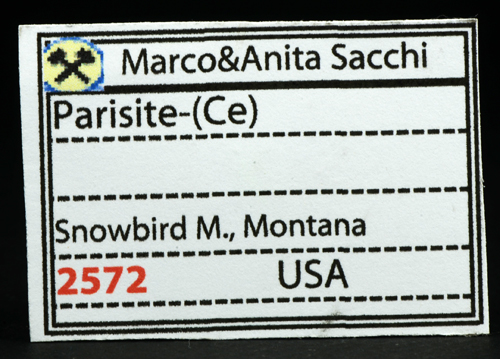 Marco&Anita Sacchi
Parisite-(Ce)
Snowbird M., Montana
2572 USA